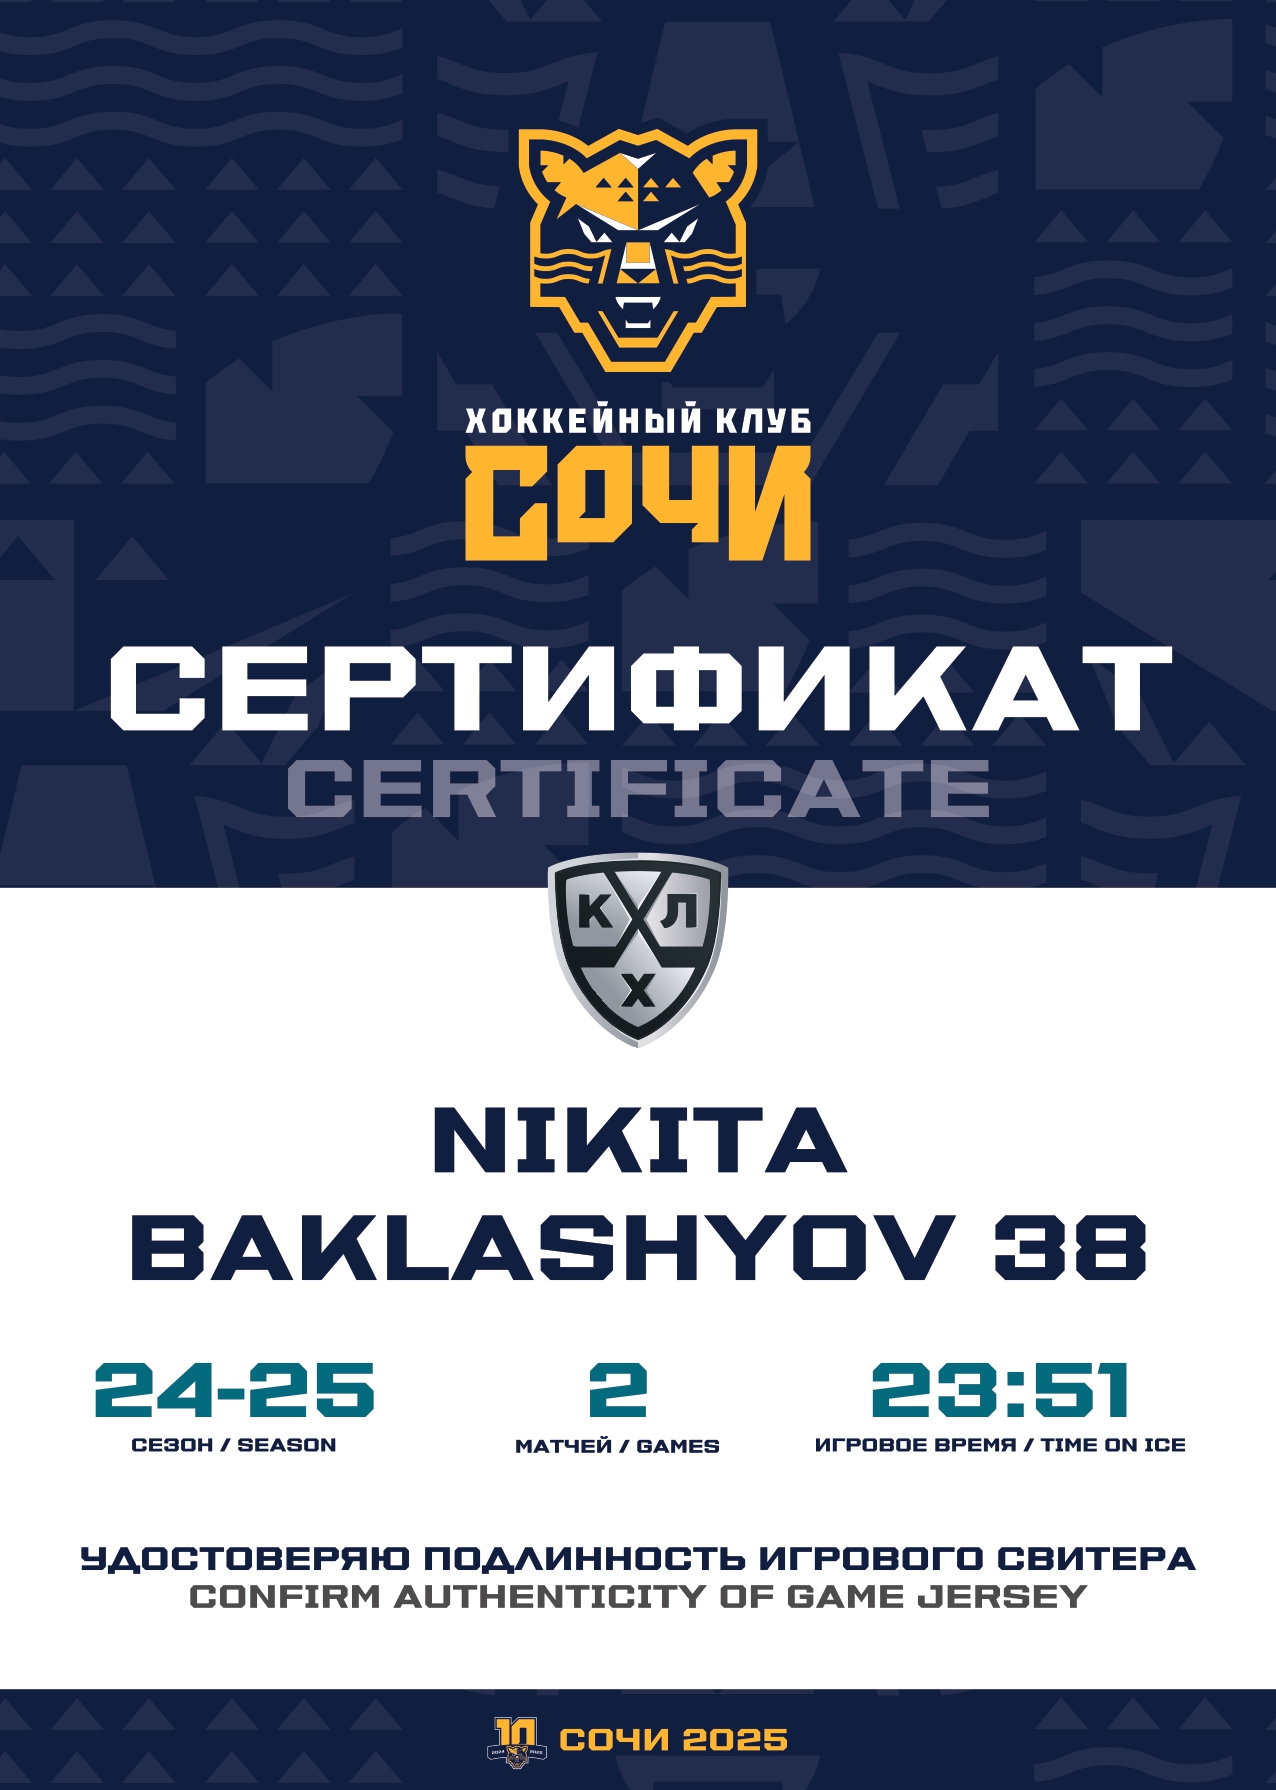 ХОККЕЙНЫЙ КЛУБ
СОЧИ
СЕРТИФИКАТ
CERTIFICATE
К Л
Х
NIKITA
BAKLASHYOV 38
24-25
СЕЗОН / SEASON
2
МАТЧЕЙ / GAMES
23:51
ИГРОВОЕ ВРЕМЯ / TIME ON ICE
УДОСТОВЕРЯЮ ПОДЛИННОСТЬ ИГРОВОГО СВИТЕРА
CONFIRM AUTHENTICITY OF GAME JERSEY
10
СОЧИ 2025